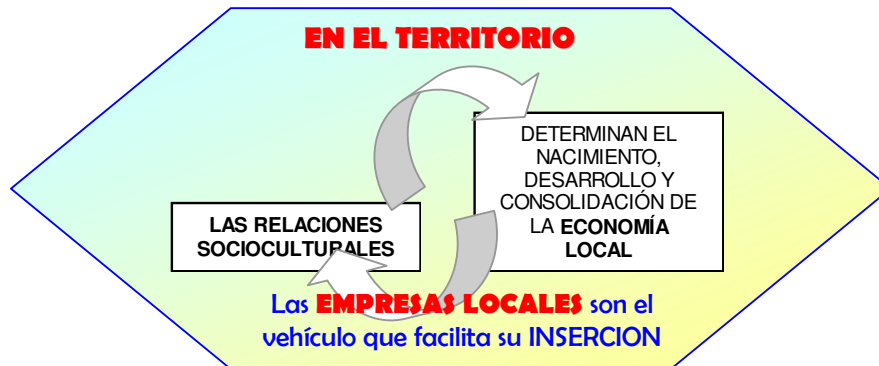 EN EL TERRITORIO
DETERMINAN EL
NACIMIENTO,
DESARROLLO Y
CONSOLIDACIÓN DE
LA ECONOMÍA
LOCAL
LAS RELACIONES
SOCIOCULTURALES
Las EMPRESAS LOCALES son el
vehículo que facilita su INSERCION